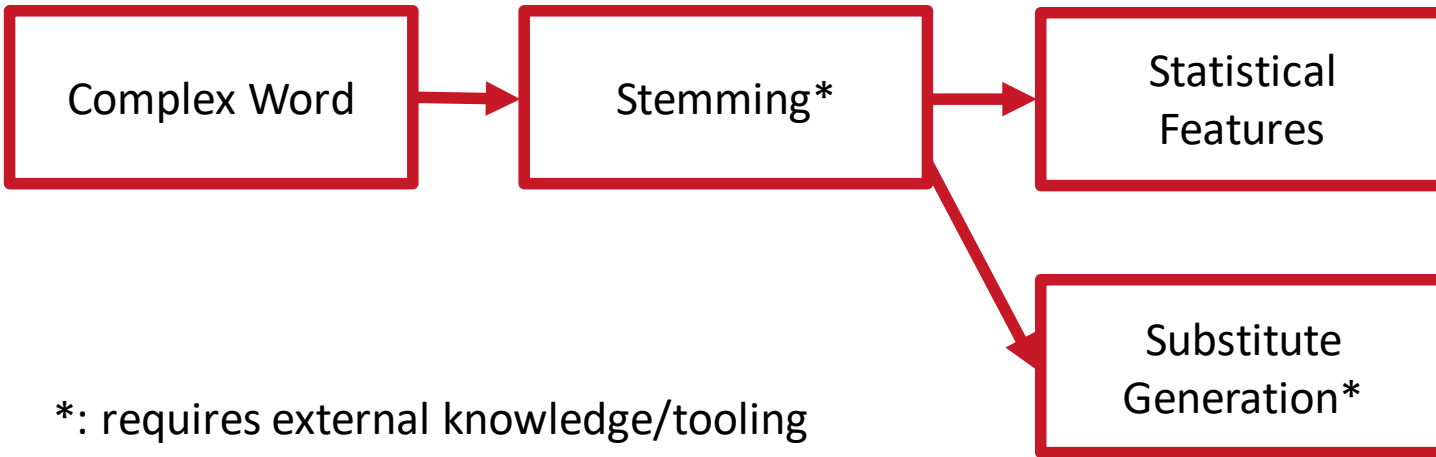 Complex Word
Stemming*
Statistical
Features
Substitute
Generation*
*: requires external knowledge/tooling